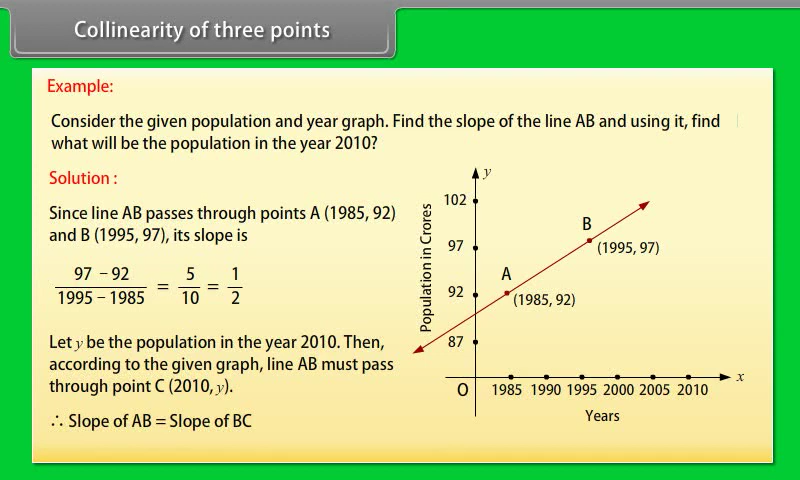 Collinearity of three points
Example:
Consider the given population and year graph. Find the slope of the line AB and using it, find
what will be the population in the year 2010?
Solution :
Since line AB passes through points A (1985, 92)
and B (1995, 97), its slope is
97 – 92 / 1995 – 1985 = 5/10 = 1/2
Let y be the population in the year 2010. Then,
according to the given graph, line AB must pass
through point C (2010, y).
∴ Slope of AB = Slope of BC
y
102
97
92
87
Population in Crores
B
(1995, 97)
A
(1985, 92)
O
x
1985 1990 1995 2000 2005 2010
Years